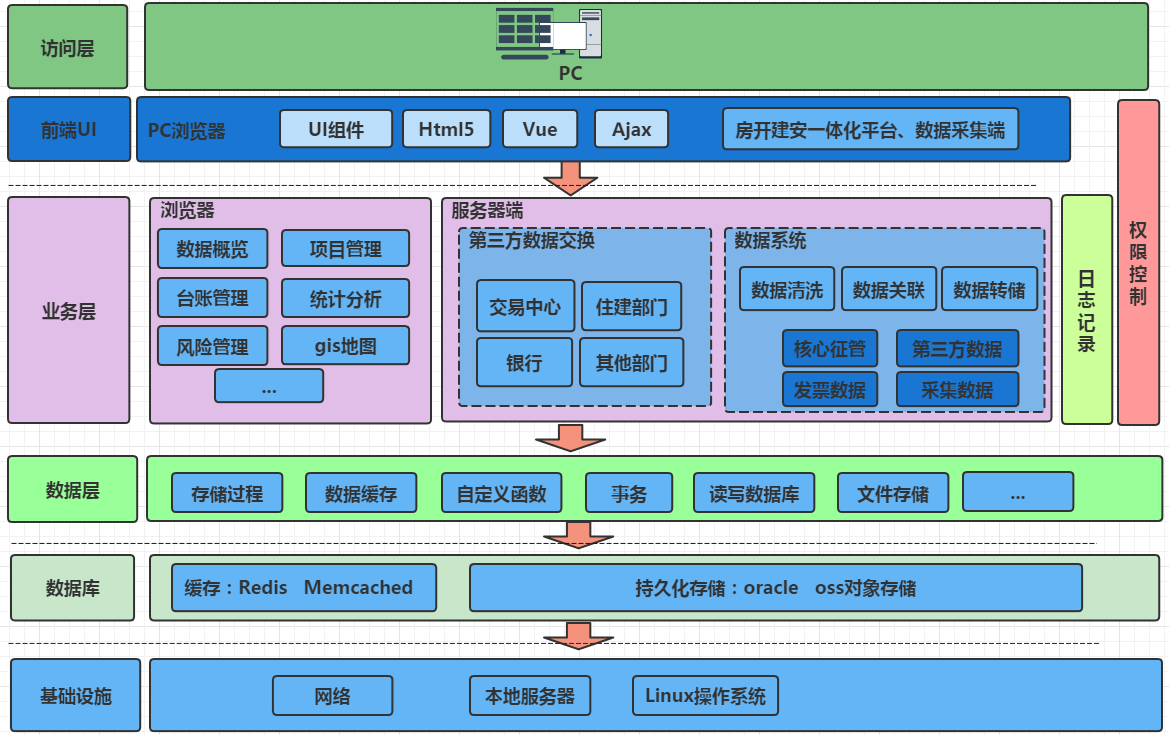 访问层
PC
前端UI
PC浏览器
UI组件
Html5
Vue
Ajax
房开建安一体化平台、数据采集端
权限控制
业务层
浏览器
数据概览
项目管理
台账管理
统计分析
风险管理
gis地图
...
服务器端
第三方数据交换
交易中心
住建部门
银行
其他部门
数据系统
数据清洗
数据关联
数据转储
核心征管
第三方数据
发票数据
采集数据
日志记录
数据层
存储过程
数据缓存
自定义函数
事务
读写数据库
文件存储
...
数据库
缓存：Redis Memcached
持久化存储：oracle oss对象存储
基础设施
网络
本地服务器
Linux操作系统